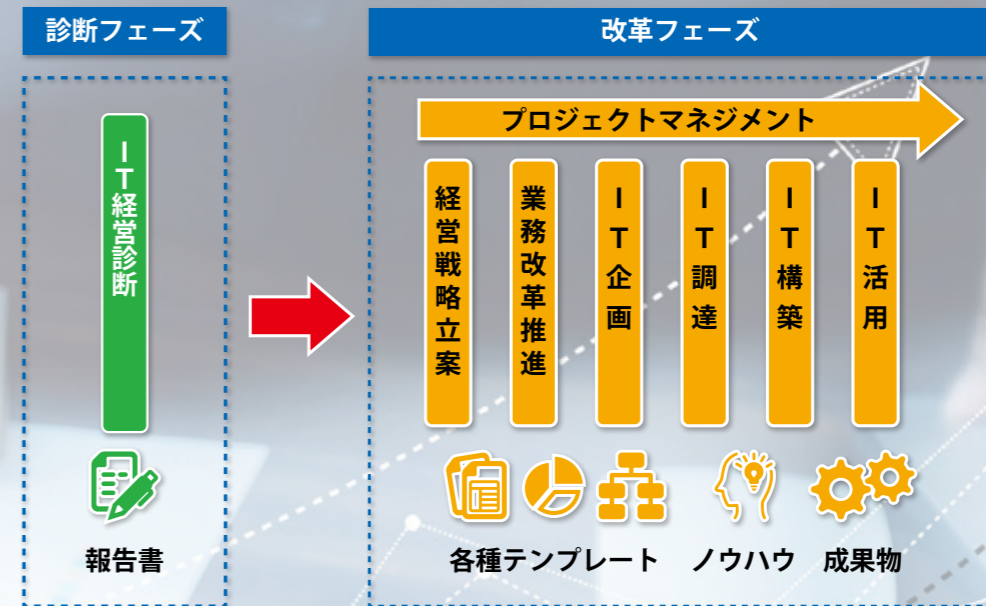 診断フェーズ
IT経営診断
報告書
改革フェーズ
プロジェクトマネジメント
経営戦略立案
業務改革推進
IT企画
IT調達
IT構築
IT活用
各種テンプレート
ノウハウ
成果物